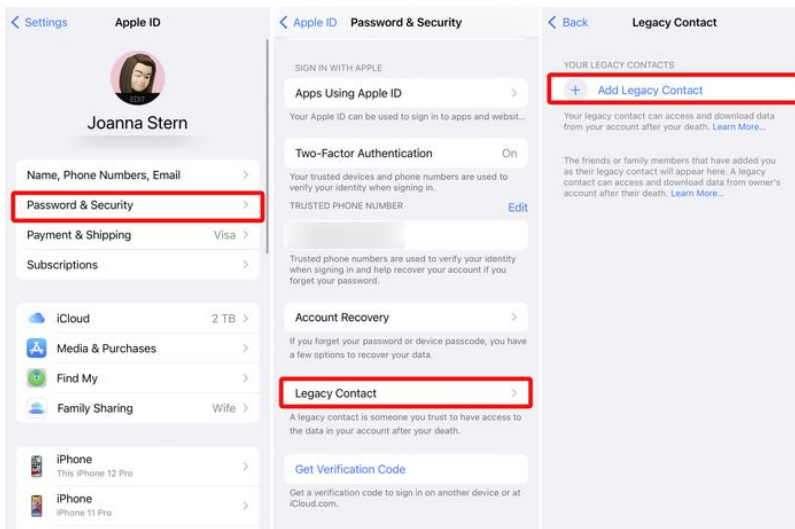 Settings
Apple ID
EDIT
Joanna Stern
Name, Phone Numbers, Email
Password & Security
Payment & Shipping Visa
Subscriptions
iCloud 2 TB
Media & Purchases
Find My
Family Sharing Wife
iPhone
This iPhone 12 Pro
iPhone
iPhone 11 Pro
Apple ID
Password & Security
SIGN IN WITH APPLE
Apps Using Apple ID
Your Apple ID can be used to sign in to apps and websit...
Two-Factor Authentication On
Your trusted devices and phone numbers are used to
verify your identity when signing in.
TRUSTED PHONE NUMBER Edit
Trusted phone numbers are used to verify your identity
when signing in and help recover your account if you
forget your password.
Account Recovery
If you forget your password or device passcode, you have
a few options to recover your data.
Legacy Contact
A legacy contact is someone you trust to have access to
the data in your account after your death.
Get Verification Code
Get a verification code to sign in on another device or at
iCloud.com.
Back
Legacy Contact
YOUR LEGACY CONTACTS
+ Add Legacy Contact
Your legacy contact can access and download data
from your account after your death. Learn More...
The friends or family members that have added you
as their legacy contact will appear here. A legacy
contact can access and download data from owner's
account after their death. Learn More...